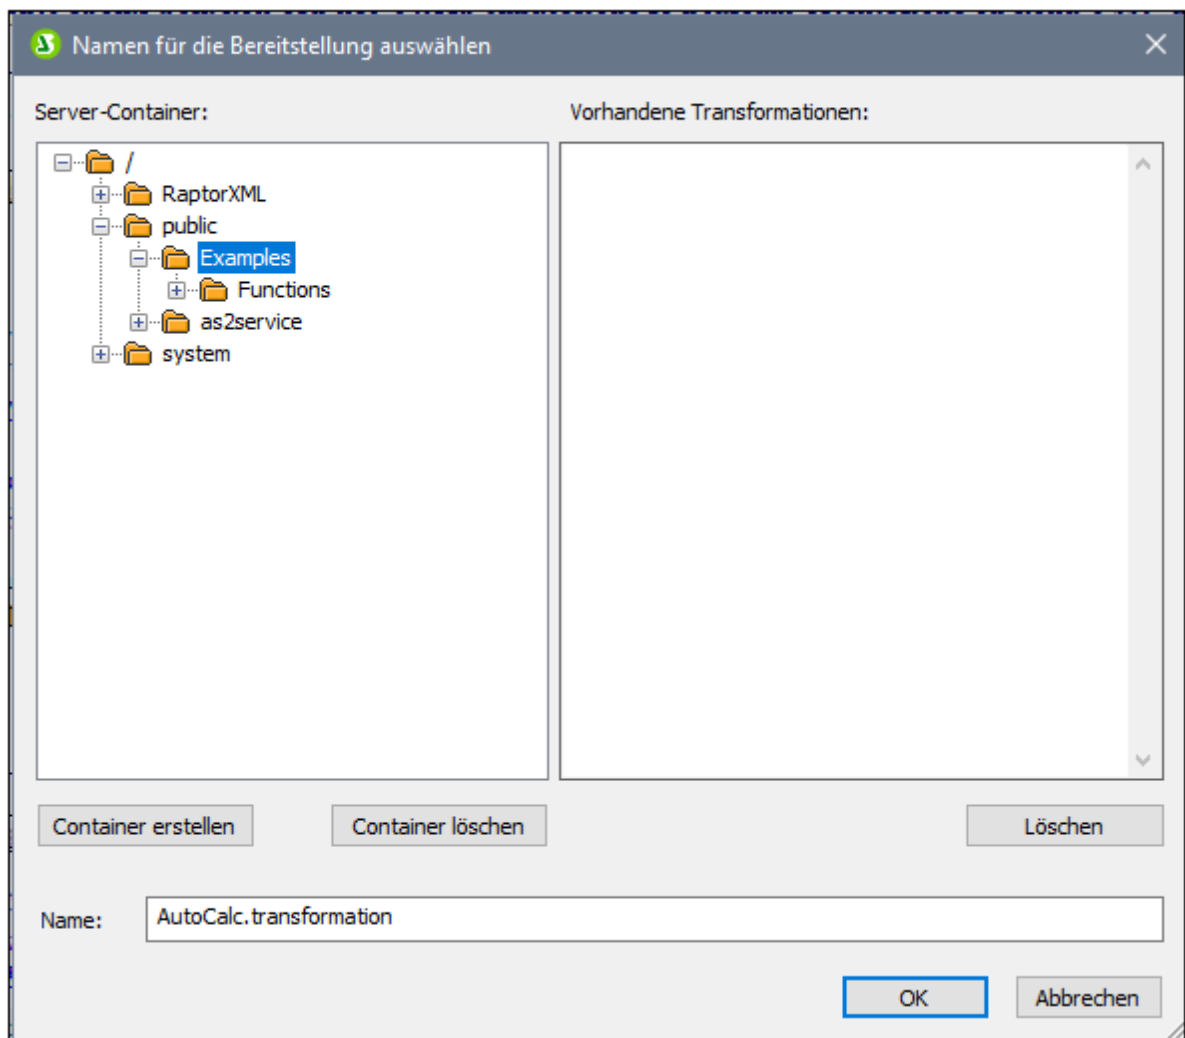 Namen für die Bereitstellung auswählen
Server-Container:
Vorhandene Transformationen:
/
RaptorXML
public
Examples
Functions
as2service
system
Container erstellen
Container löschen
Löschen
Name:
AutoCalc.transformation
OK
Abbrechen